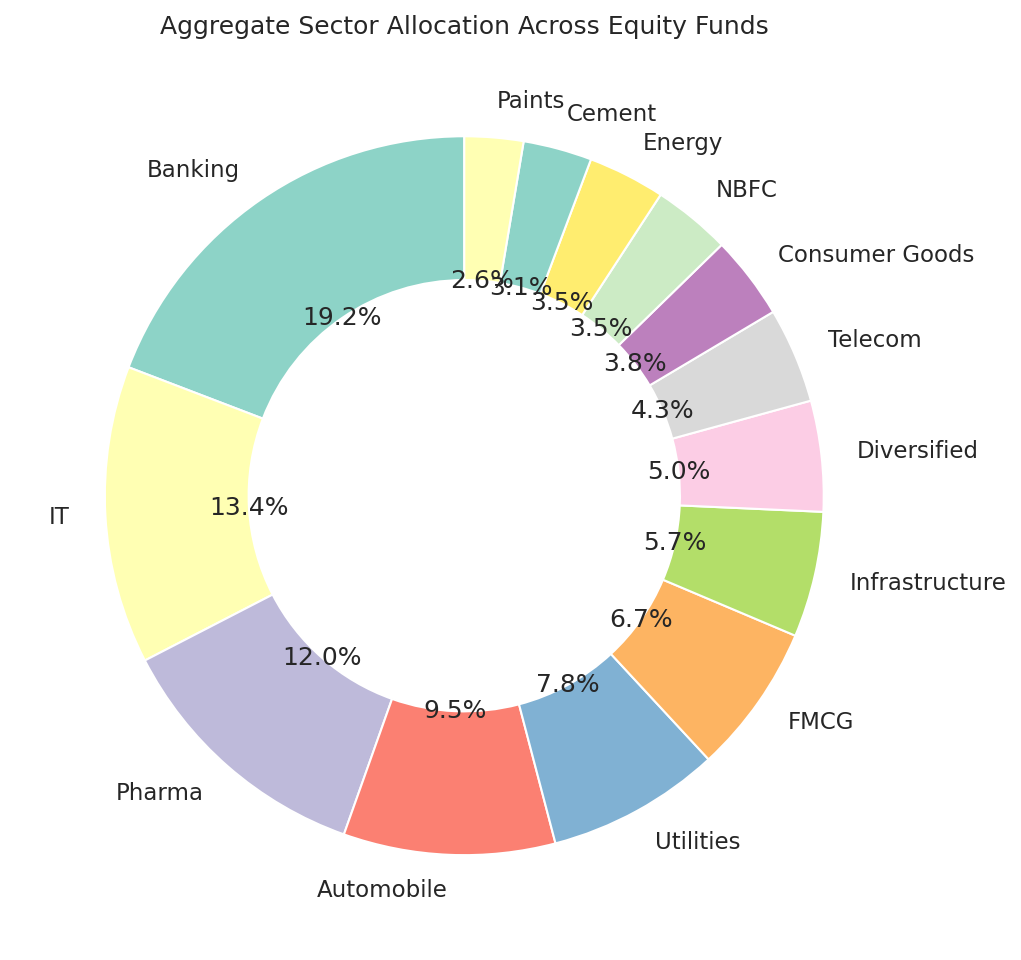 Aggregate Sector Allocation Across Equity Funds
Paints
Cement
Energy
Banking
NBFC
Consumer Goods
2.6%
3.1%
3.5%
19.2%
3.5%
Telecom
3.8%
4.3%
Diversified
5.0%
IT
13.4%
5.7%
Infrastructure
6.7%
12.0%
7.8%
9.5%
FMCG
Pharma
Utilities
Automobile